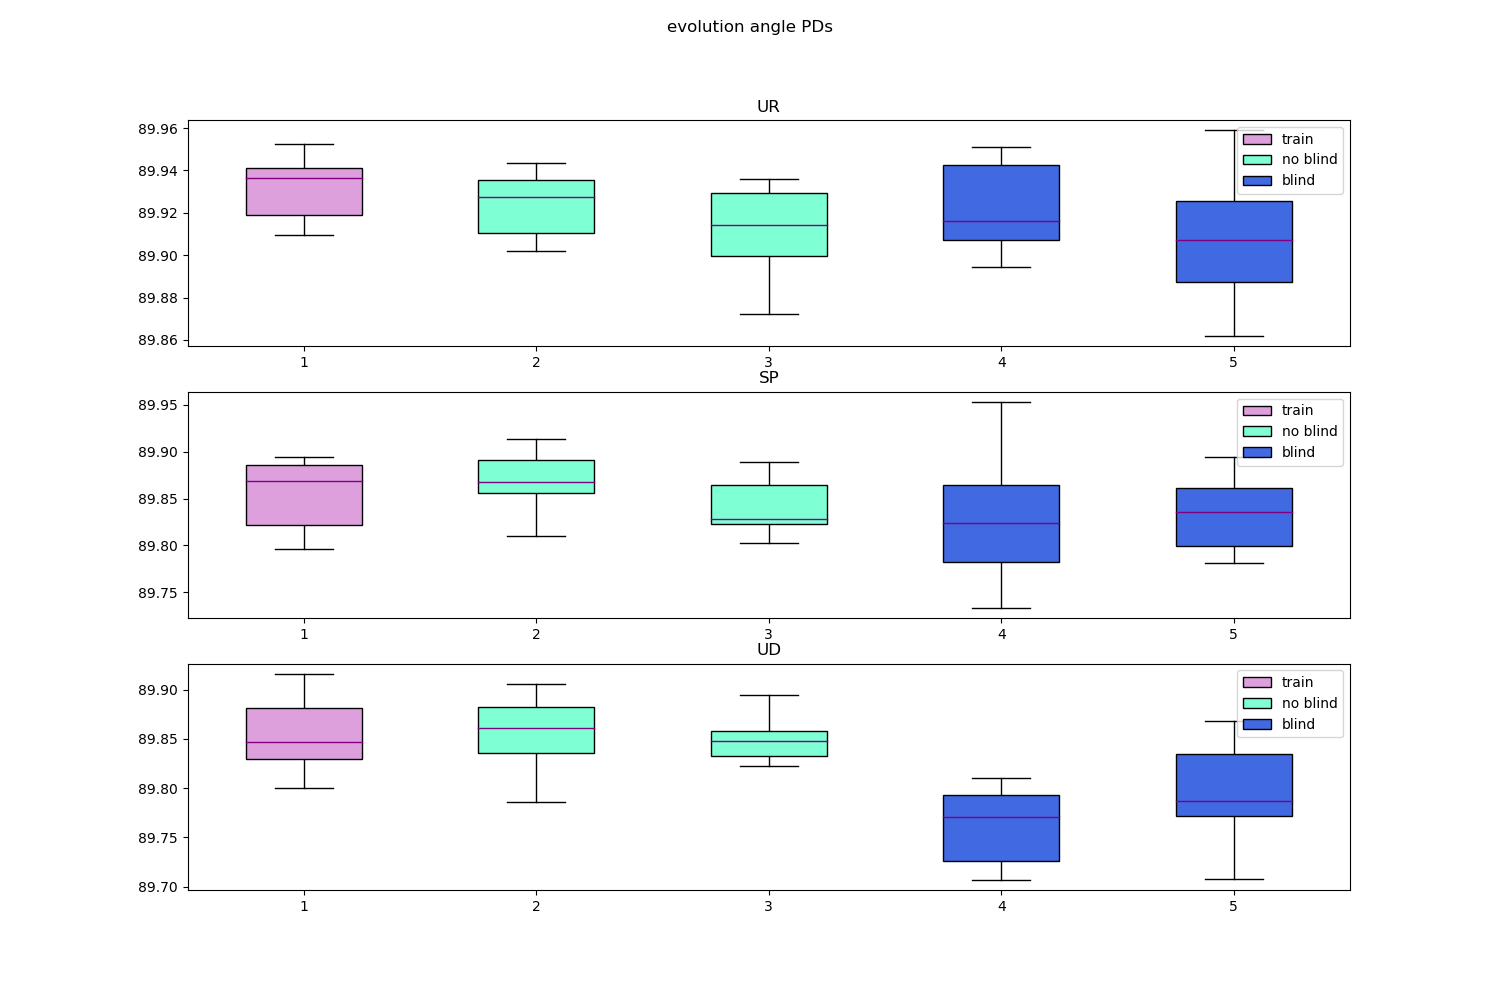 evolution angle PDs
UR
89.96
89.94
89.92
89.90
89.88
89.86
train
no blind
blind
1 2 3 4 5
SP
89.95
89.90
89.85
89.80
89.75
train
no blind
blind
1 2 3 4 5
UD
89.90
89.85
89.80
89.75
89.70
train
no blind
blind
1 2 3 4 5